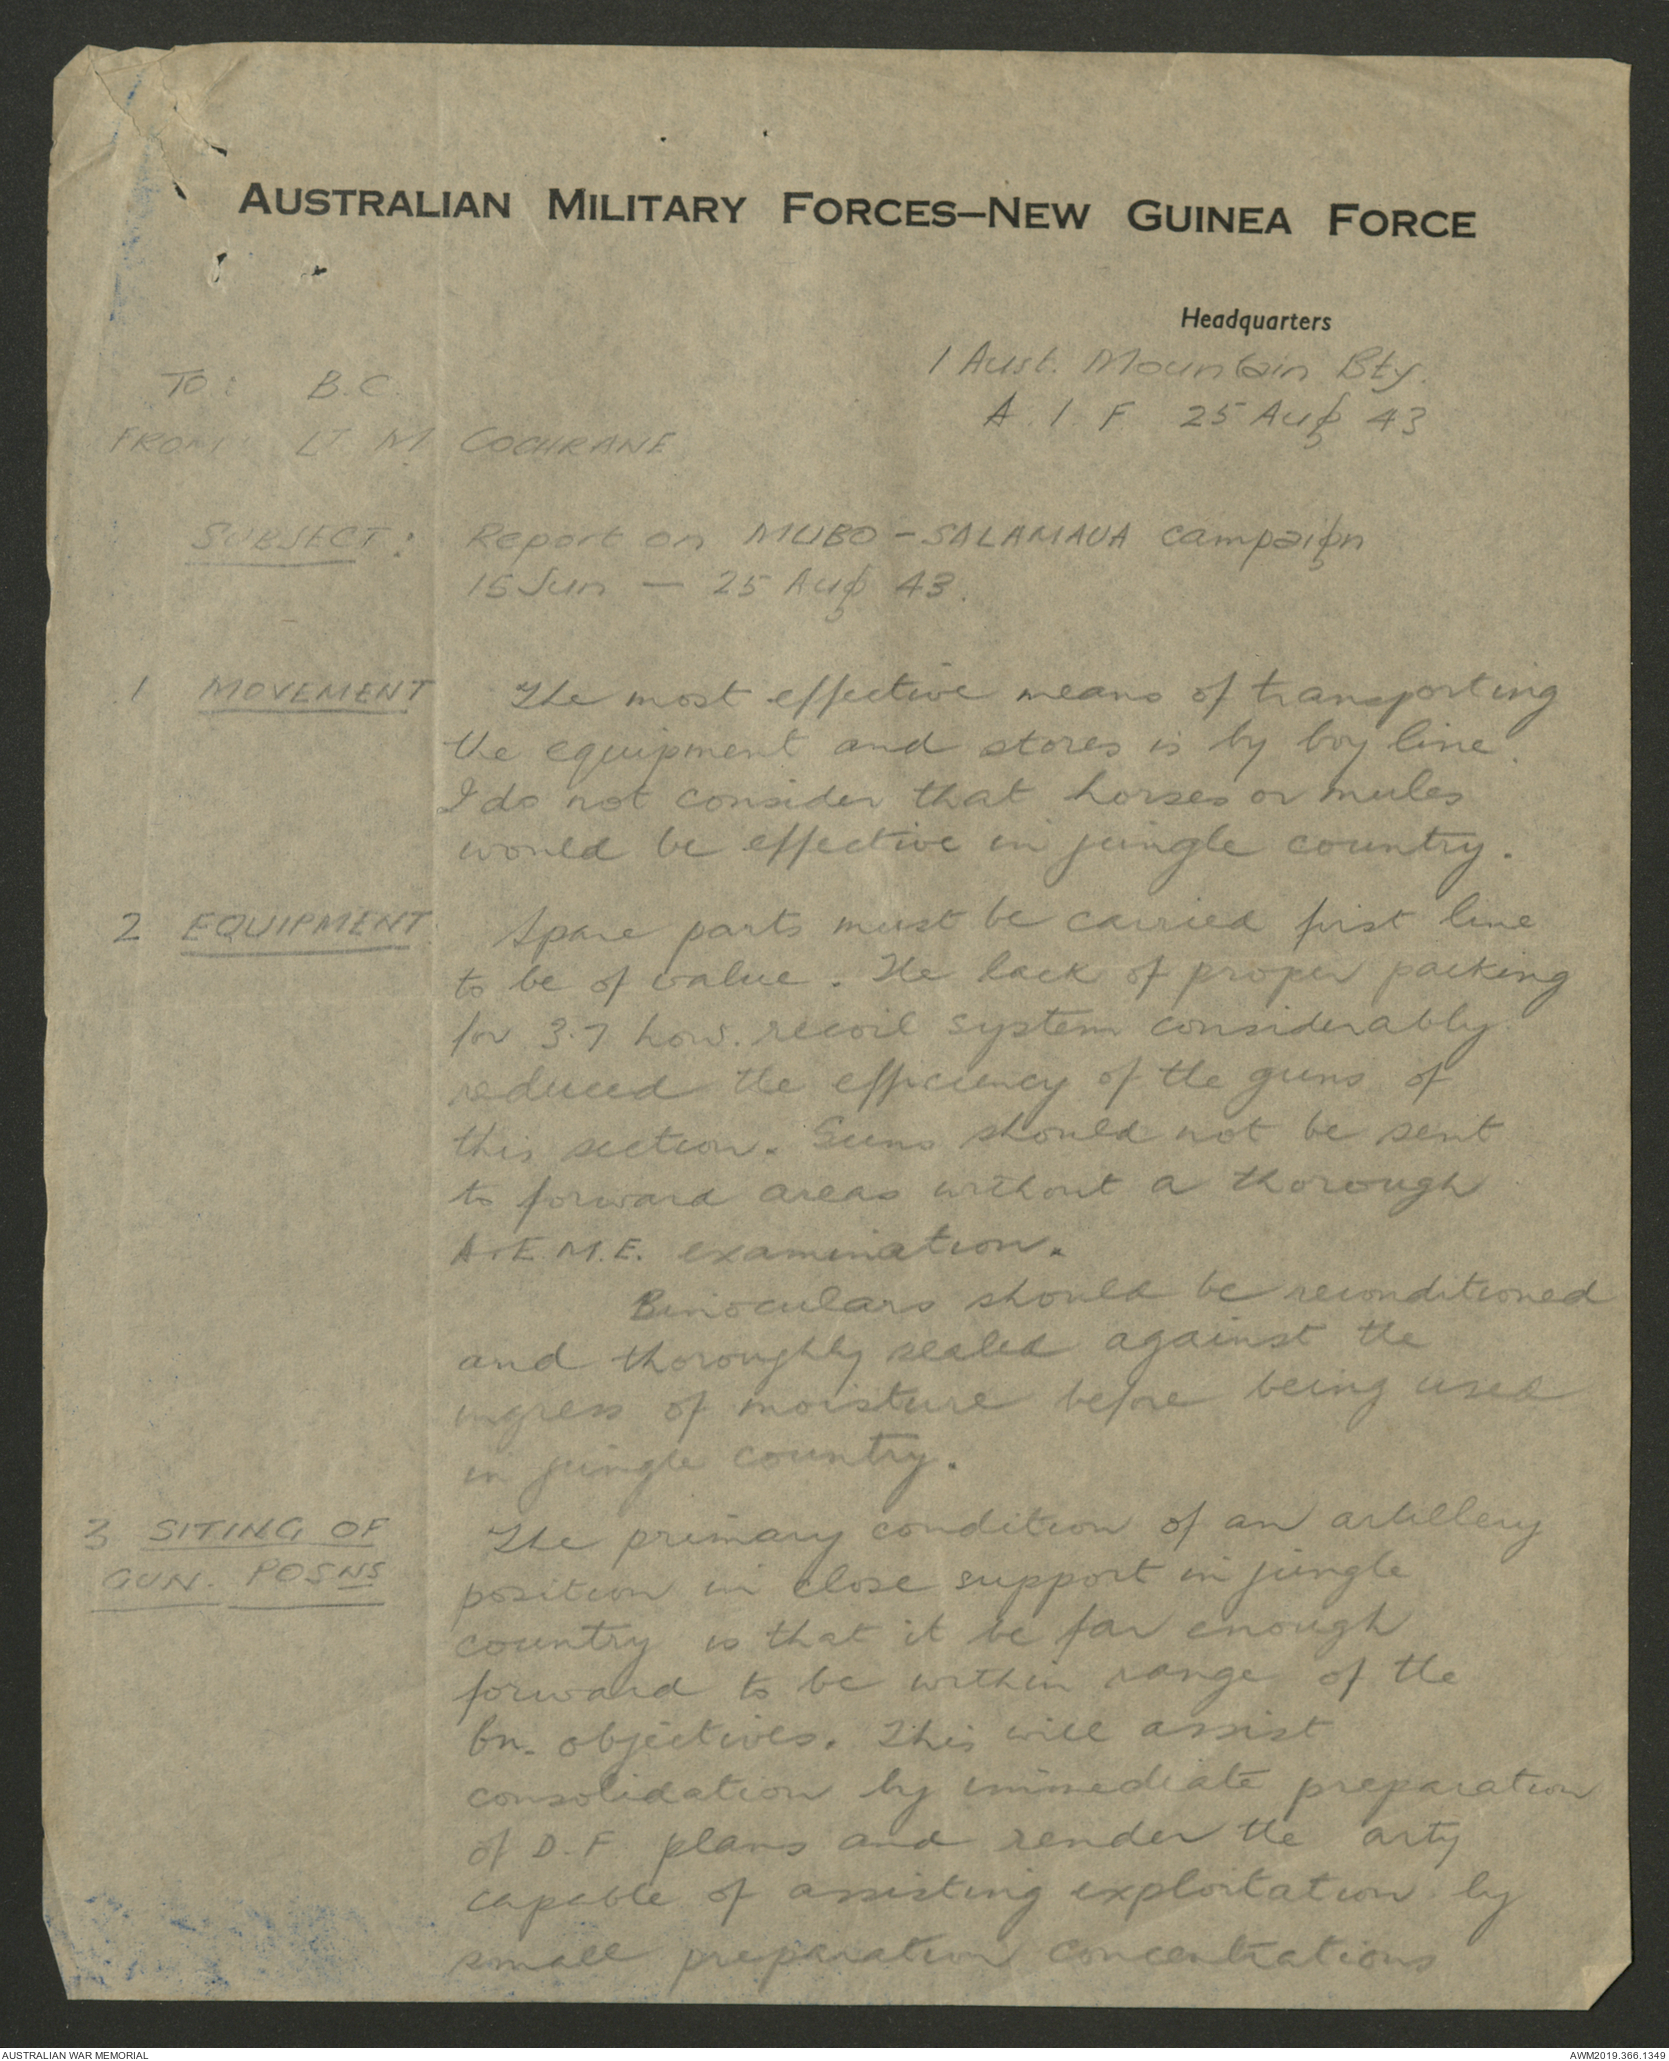 AUSTRALIAN MILITARY FORCES—NEW GUINEA FORCE
Headquarters
1 Aust. Mountain Bty.
A. I. F 25 Aug 43
TO: B.C.
FROM: LT. M. COCHRANE
SUBJECT: Report on MUBO - SALAMAUA campaign
15 Jun — 25 Aug 43.
1 MOVEMENT The most effective means of transporting
the equipment and stores is by boy line.
I do not consider that horses or mules
would be effective in jungle country.
2 EQUIPMENT. Spare parts must be carried first line
to be of value. The lack of proper packing
for 3.7 how. recoil system considerably
reduced the efficiency of the guns of
this section. Guns should not be sent
to forward areas without a thorough
A.E.M.E. examination.
Binoculars should be reconditioned
and thoroughly sealed against the
ingress of moisture before being used
in jungle country.
3 SITING OF The primary condition of an artillery
GUN. POSNS position in close support in jungle
country is that it be far enough
forward to be within range of the
bn. objectives. This will assist
consolidation by immediate preparation
of D.F. plans and render the arty
capable of assisting exploitation by
small preparation concentrations
AUSTRALIAN WAR MEMORIAL
AWM2019.366.1349